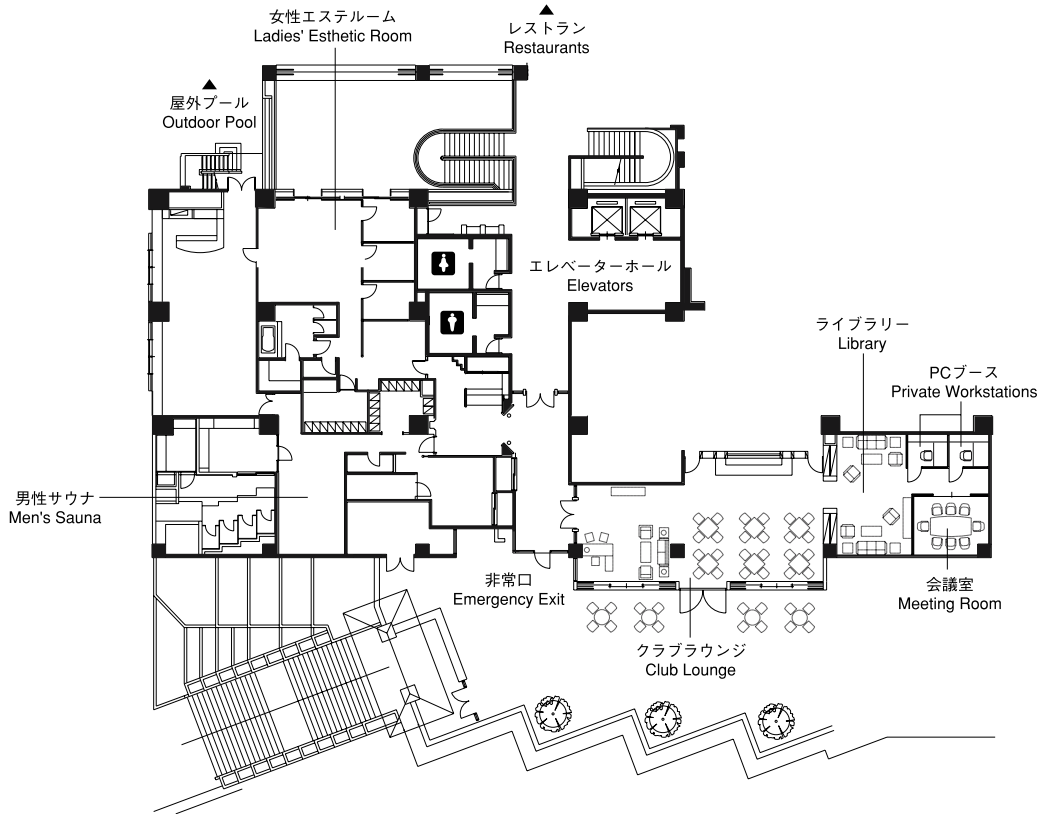 女性エステルーム
Ladies' Esthetic Room
レストラン
Restaurants
屋外プール
Outdoor Pool
エレベーターホール
Elevators
ライブラリー
Library
PCブース
Private Workstations
男性サウナ
Men's Sauna
非常口
Emergency Exit
会議室
Meeting Room
クラブラウンジ
Club Lounge